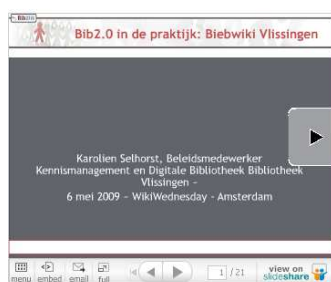 Bib2.0 in de praktijk: Biebwiki Vlissingen
Karolien Selhorst, Beleidsmedewerker
Kennismanagement en Digitale Bibliotheek Bibliotheek
Vlissingen –
6 mei 2009 – WikiWednesday - Amsterdam
menu embed email full 1 / 21 view on
slideshare